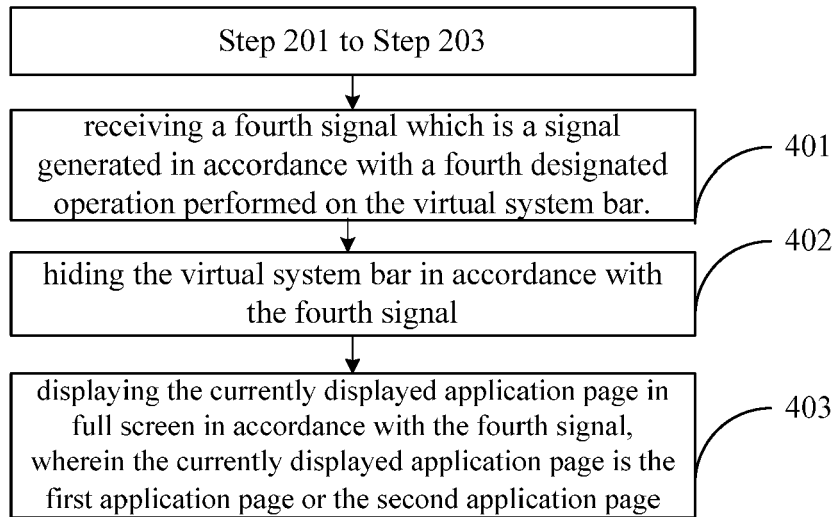 Step 201 to Step 203
receiving a fourth signal which is a signal
generated in accordance with a fourth designated
operation performed on the virtual system bar.
401
hiding the virtual system bar in accordance with
the fourth signal
402
displaying the currently displayed application page in
full screen in accordance with the fourth signal,
wherein the currently displayed application page is the
first application page or the second application page
403